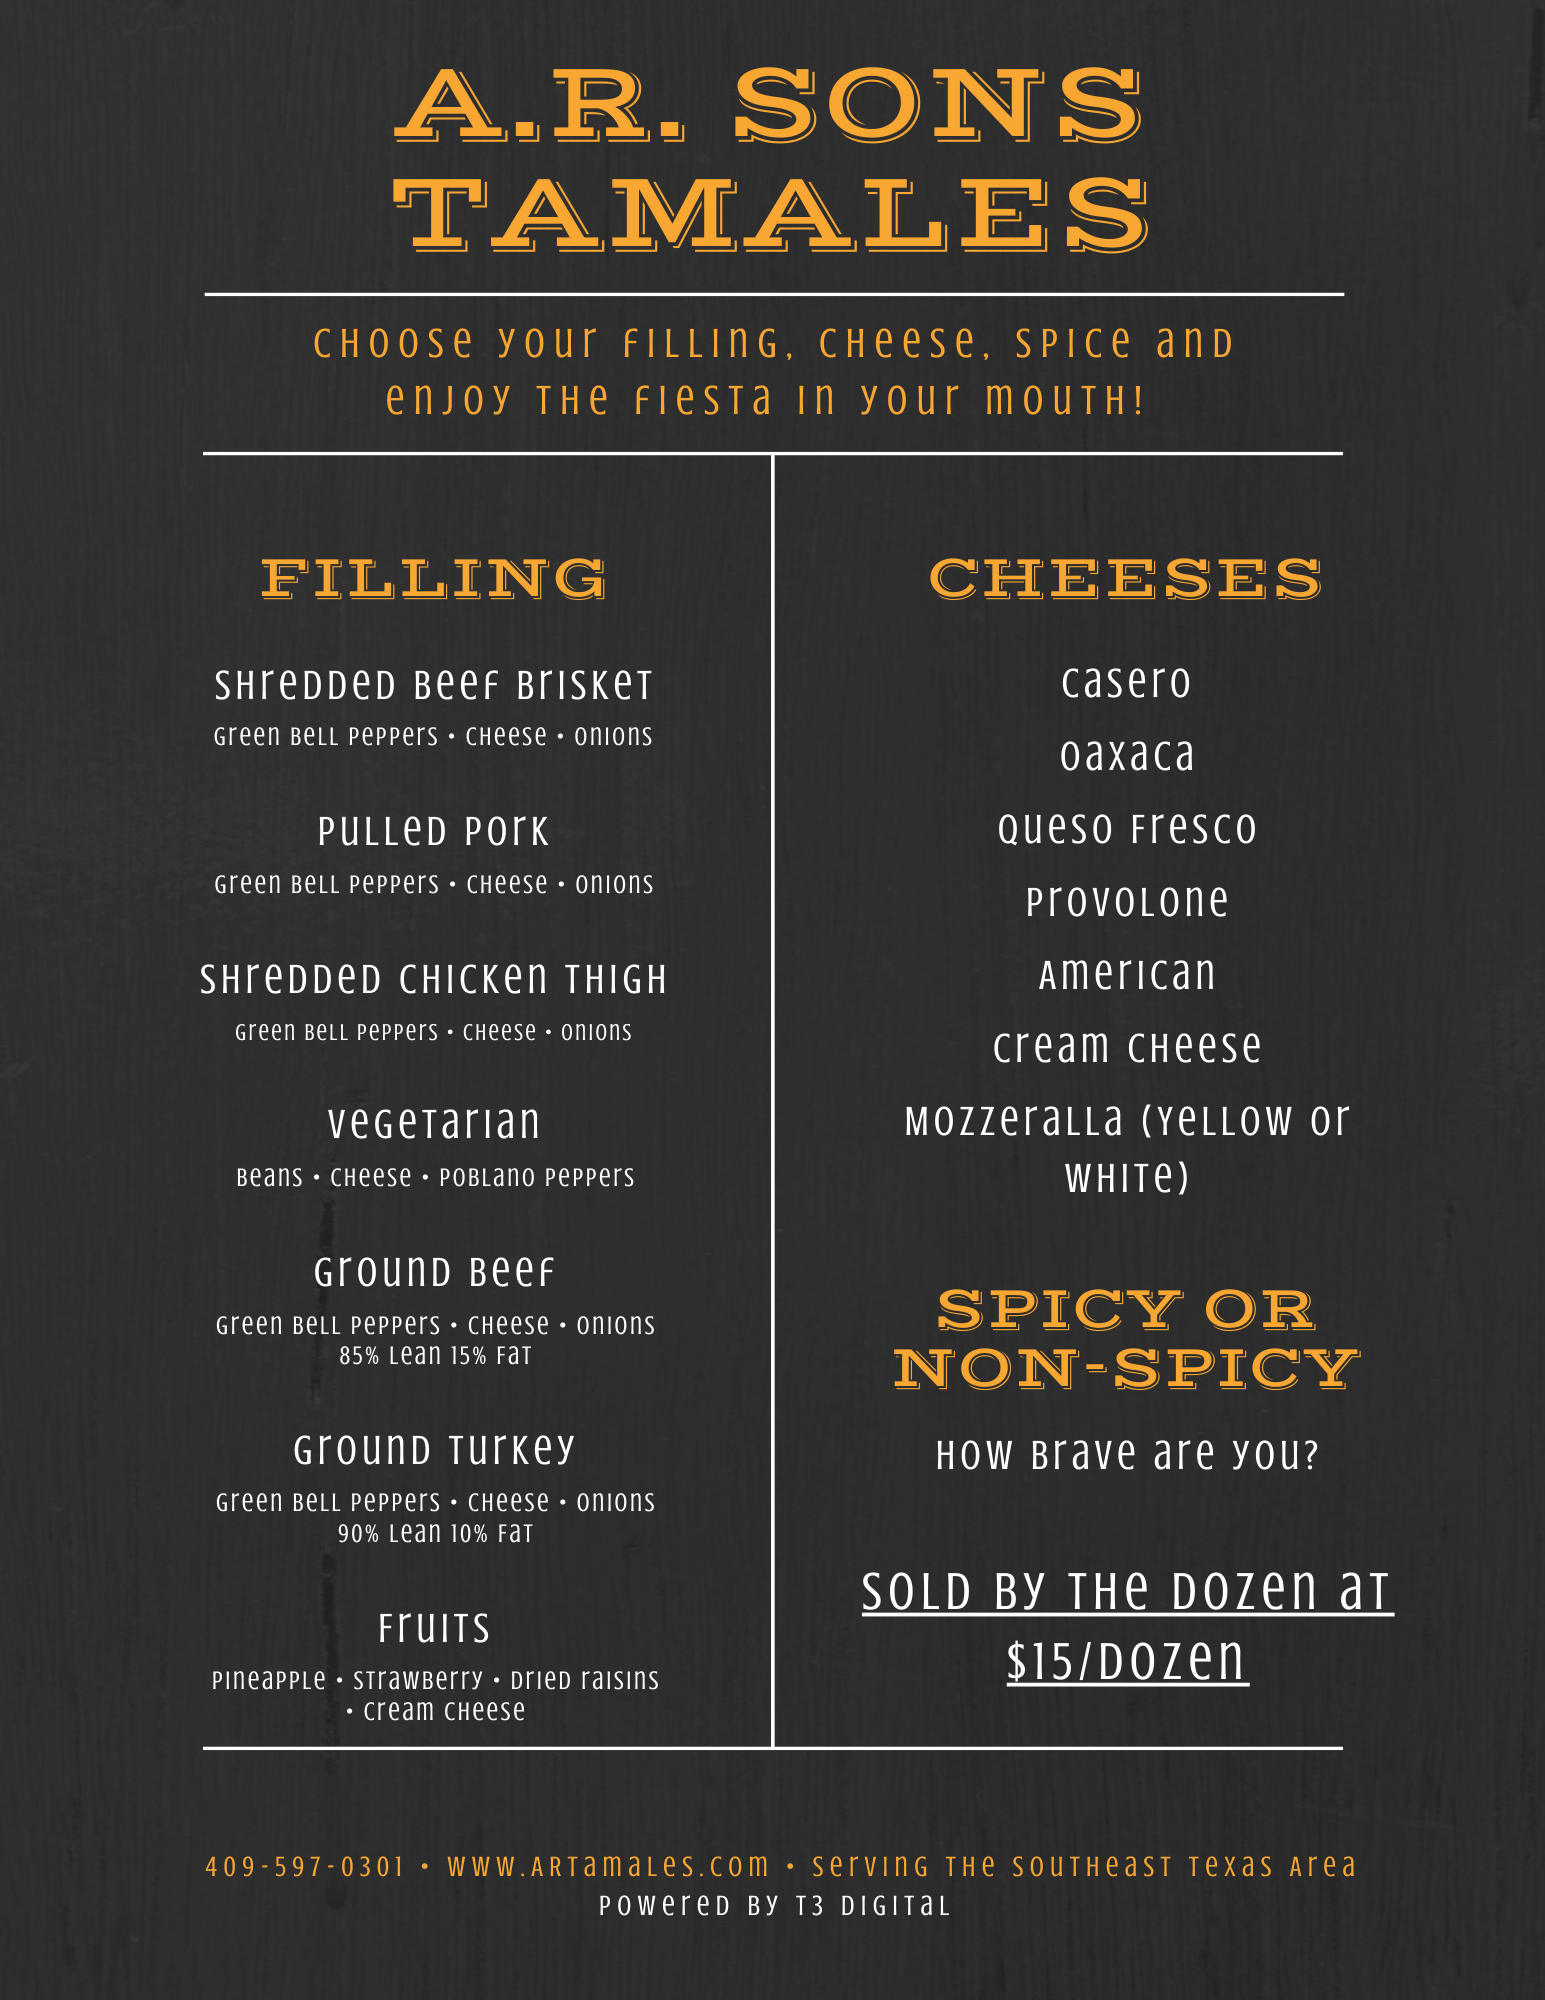 A.R. SONS
TAMALES
Choose your filling, cheese, spice and
enjoy the fiesta in your mouth!
FILLING
Shredded Beef Brisket
Green Bell Peppers • Cheese • Onions
Pulled Pork
Green Bell Peppers • Cheese • Onions
Shredded Chicken Thigh
Green Bell Peppers • Cheese • Onions
Vegetarian
Beans • Cheese • Poblano Peppers
Ground Beef
Green Bell Peppers • Cheese • Onions
85% Lean 15% Fat
Ground Turkey
Green Bell Peppers • Cheese • Onions
90% Lean 10% Fat
Fruits
Pineapple • Strawberry • Dried raisins
• Cream Cheese
CHEESES
Casero
Oaxaca
Queso Fresco
Provolone
American
Cream Cheese
Mozzeralla (Yellow or
White)
SPICY OR
NON-SPICY
How Brave are you?
Sold by the Dozen at
$15/Dozen
409-597-0301 • www.ARTamales.com • Serving the Southeast Texas Area
Powered by T3 Digital